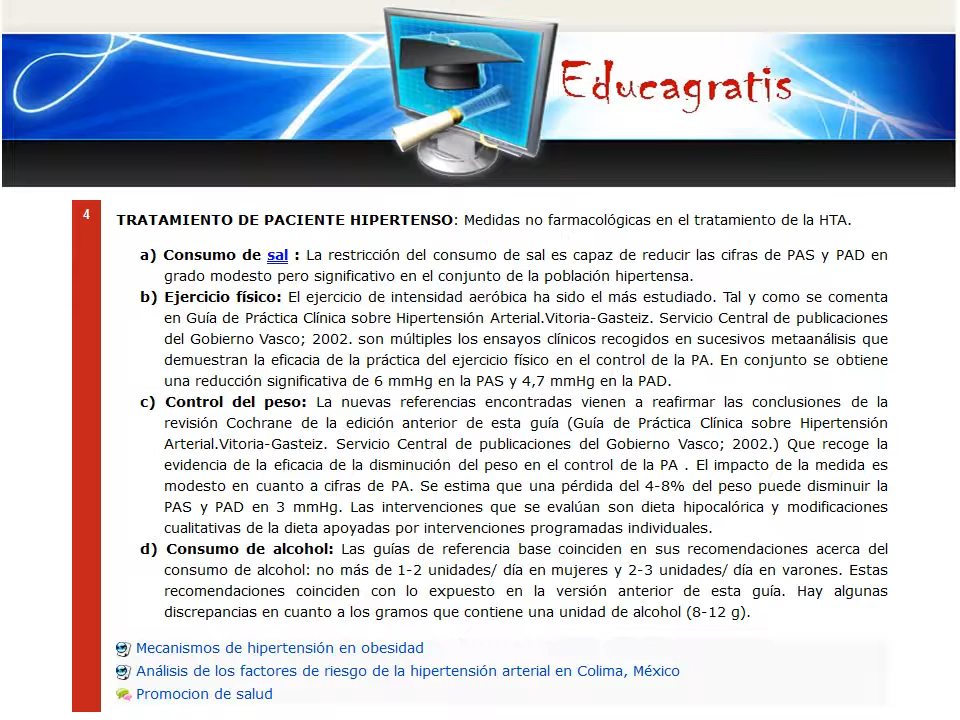 Educagratis
4
TRATAMIENTO DE PACIENTE HIPERTENSO: Medidas no farmacológicas en el tratamiento de la HTA.
a) Consumo de sal : La restricción del consumo de sal es capaz de reducir las cifras de PAS y PAD en
grado modesto pero significativo en el conjunto de la población hipertensa.
b) Ejercicio físico: El ejercicio de intensidad aeróbica ha sido el más estudiado. Tal y como se comenta
en Guía de Práctica Clínica sobre Hipertensión Arterial.Vitoria-Gasteiz. Servicio Central de publicaciones
del Gobierno Vasco; 2002. son múltiples los ensayos clínicos recogidos en sucesivos metaanálisis que
demuestran la eficacia de la práctica del ejercicio físico en el control de la PA. En conjunto se obtiene
una reducción significativa de 6 mmHg en la PAS y 4,7 mmHg en la PAD.
c) Control del peso: La nuevas referencias encontradas vienen a reafirmar las conclusiones de la
revisión Cochrane de la edición anterior de esta guía (Guía de Práctica Clínica sobre Hipertensión
Arterial.Vitoria-Gasteiz. Servicio Central de publicaciones del Gobierno Vasco; 2002.) Que recoge la
evidencia de la eficacia de la disminución del peso en el control de la PA . El impacto de la medida es
modesto en cuanto a cifras de PA. Se estima que una pérdida del 4-8% del peso puede disminuir la
PAS y PAD en 3 mmHg. Las intervenciones que se evalúan son dieta hipocalórica y modificaciones
cualitativas de la dieta apoyadas por intervenciones programadas individuales.
d) Consumo de alcohol: Las guías de referencia base coinciden en sus recomendaciones acerca del
consumo de alcohol: no más de 1-2 unidades/ día en mujeres y 2-3 unidades/ día en varones. Estas
recomendaciones coinciden con lo expuesto en la versión anterior de esta guía. Hay algunas
discrepancias en cuanto a los gramos que contiene una unidad de alcohol (8-12 g).
Mecanismos de hipertensión en obesidad
Análisis de los factores de riesgo de la hipertensión arterial en Colima, México
Promocion de salud